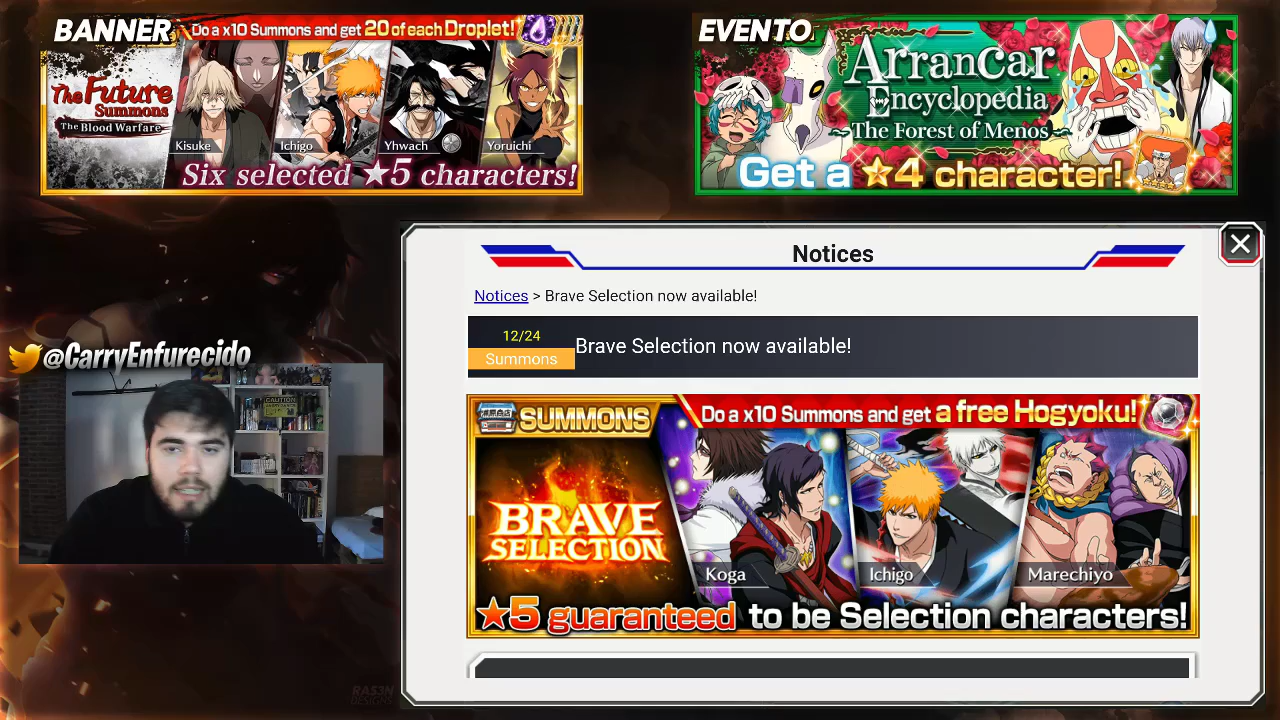 BANNER
Do a x10 Summons and get 20 of each Droplet!
The Future
Summons
The Blood Warfare
Kisuke
Ichigo
Yhwach
Yoruichi
Six selected ★5 characters!
EVENTO
Arrancar
Encyclopedia
~The Forest of Menos~
Get a ★4 character!
Notices
Notices > Brave Selection now available!
12/24
Summons
Brave Selection now available!
SUMMONS
Do a x10 Summons and get a free Hogyoku!
BRAVE
SELECTION
Koga
Ichigo
Marechiyo
★5 guaranteed to be Selection characters!
@CarryEnfurecido
CAUTION
RAS3N
DESIGNS